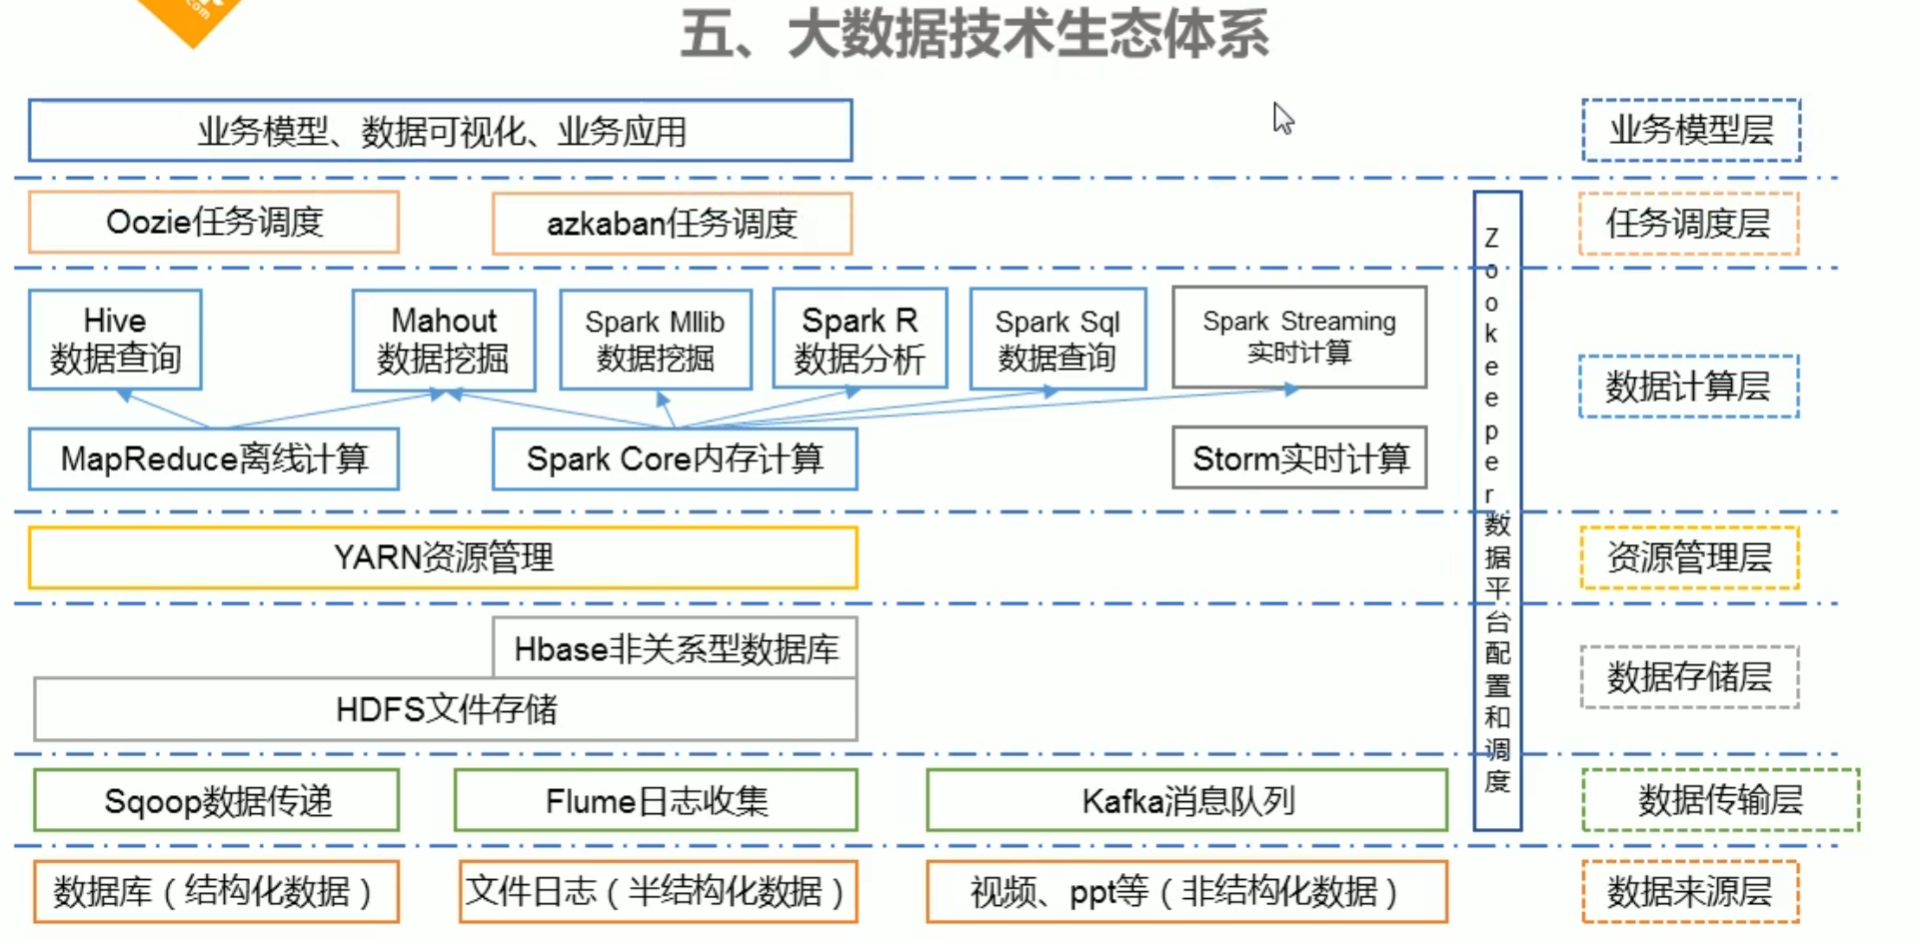 .com
五、大数据技术生态体系
业务模型、数据可视化、业务应用
业务模型层
Oozie任务调度
azkaban任务调度
任务调度层
Hive
数据查询
Mahout
数据挖掘
Spark Mllib
数据挖掘
Spark R
数据分析
Spark Sql
数据查询
Spark Streaming
实时计算
数据计算层
MapReduce离线计算
Spark Core内存计算
Storm实时计算
Zookeeper数据平台配置和调度
YARN资源管理
资源管理层
Hbase非关系型数据库
HDFS文件存储
数据存储层
Sqoop数据传递
Flume日志收集
Kafka消息队列
数据传输层
数据库（结构化数据）
文件日志（半结构化数据）
视频、ppt等（非结构化数据）
数据来源层